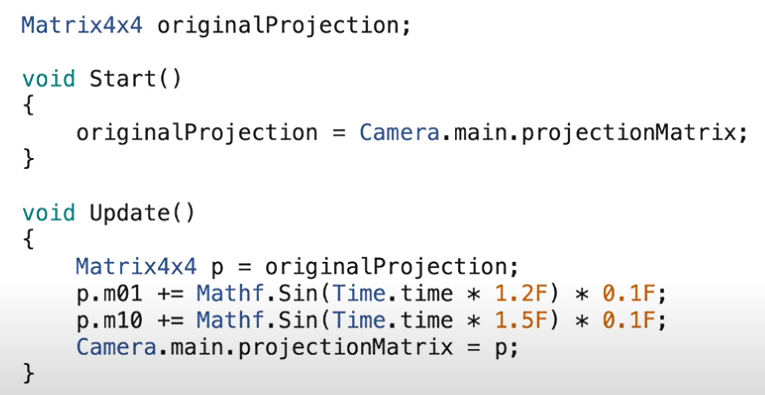 Matrix4x4 originalProjection;
void Start()
{
    originalProjection = Camera.main.projectionMatrix;
}
void Update()
{
    Matrix4x4 p = originalProjection;
    p.m01 += Mathf.Sin(Time.time * 1.2F) * 0.1F;
    p.m10 += Mathf.Sin(Time.time * 1.5F) * 0.1F;
    Camera.main.projectionMatrix = p;
}